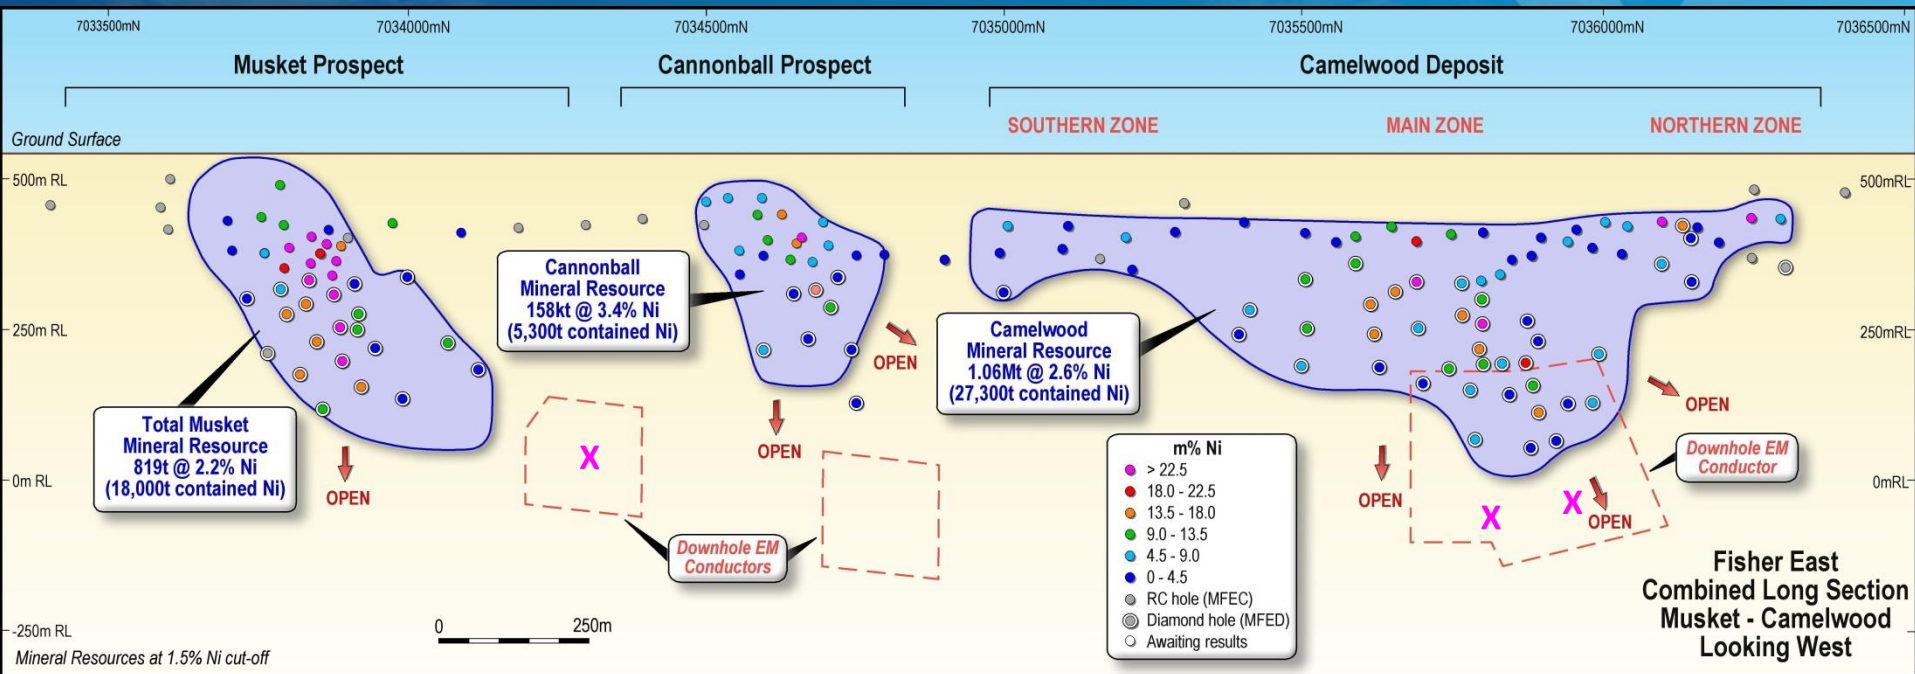 7033500mN
7034000mN
7034500mN
7035000mN
7035500mN
7036000mN
7036500mN
Musket Prospect
Cannonball Prospect
Camelwood Deposit
SOUTHERN ZONE
MAIN ZONE
NORTHERN ZONE
Ground Surface
500m RL
500mRL
Cannonball
Mineral Resource
158kt @ 3.4% Ni
(5,300t contained Ni)
250m RL
250mRL
OPEN
Camelwood
Mineral Resource
1.06Mt @ 2.6% Ni
(27,300t contained Ni)
Total Musket
Mineral Resource
819t @ 2.2% Ni
(18,000t contained Ni)
OPEN
OPEN
OPEN
OPEN
OPEN
X
X
X
Downhole EM
Conductor
0m RL
0mRL
Downhole EM
Conductors
m% Ni
> 22.5
18.0 - 22.5
13.5 - 18.0
9.0 - 13.5
4.5 - 9.0
0 - 4.5
RC hole (MFEC)
Diamond hole (MFED)
Awaiting results
0
250m
-250m RL
Mineral Resources at 1.5% Ni cut-off
Fisher East
Combined Long Section
Musket - Camelwood
Looking West